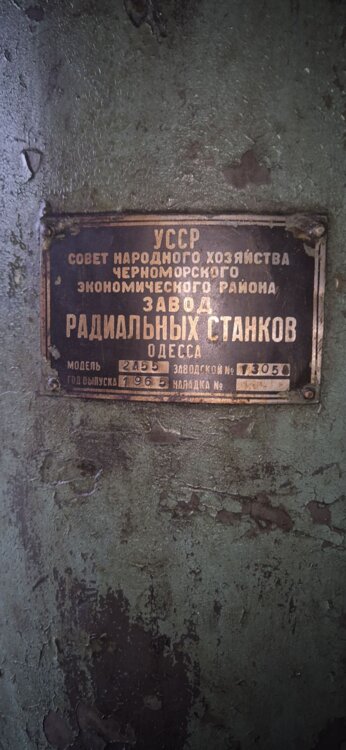 УССР
СОВЕТ НАРОДНОГО ХОЗЯЙСТВА
ЧЕРНОМОРСКОГО
ЭКОНОМИЧЕСКОГО РАЙОНА
ЗАВОД
РАДИАЛЬНЫХ СТАНКОВ
ОДЕССА
МОДЕЛЬ 2А55 ЗАВОДСКОЙ №
ГОД ВЫПУСКА 1965 НАЛАДКА №